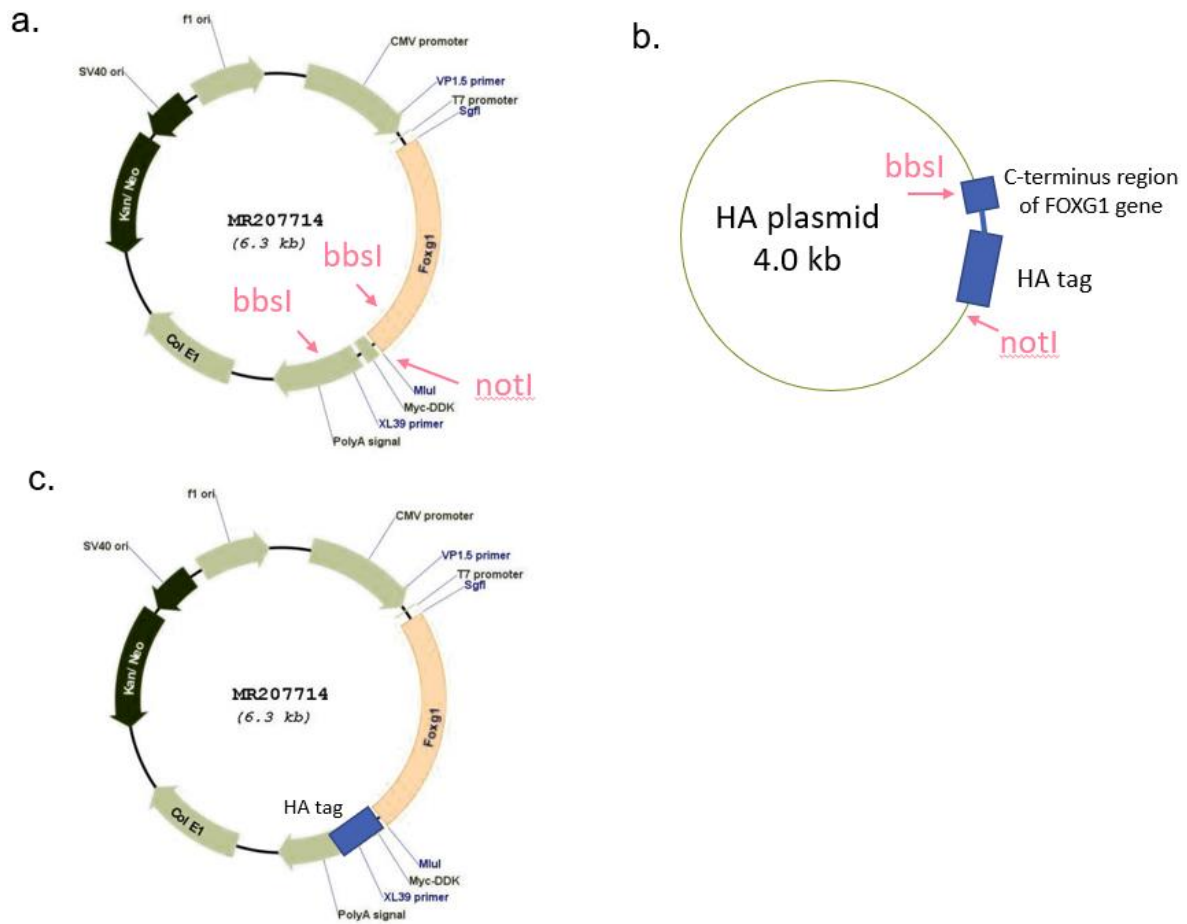 a.
f1 ori
CMV promoter
SV40 ori
VP1.5 primer
T7 promoter
SgfI
Kan/ Neo
MR207714
(6.3 kb)
Foxg1
bbsI
bbsI
Col E1
notI
MluI
Myc-DDK
XL39 primer
PolyA signal
b.
bbsI
C-terminus region
of FOXG1 gene
HA plasmid
4.0 kb
HA tag
notI
c.
f1 ori
CMV promoter
SV40 ori
VP1.5 primer
T7 promoter
SgfI
Kan/ Neo
MR207714
(6.3 kb)
Foxg1
HA tag
Col E1
MluI
Myc-DDK
XL39 primer
PolyA signal